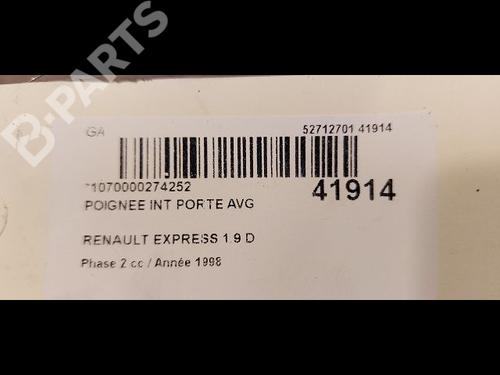 B-PARTS
GA
52712701 41914
*1070000274252
41914
POIGNEE INT PORTE AVG
RENAULT EXPRESS 1.9 D
Phase 2 cc / Année 1998